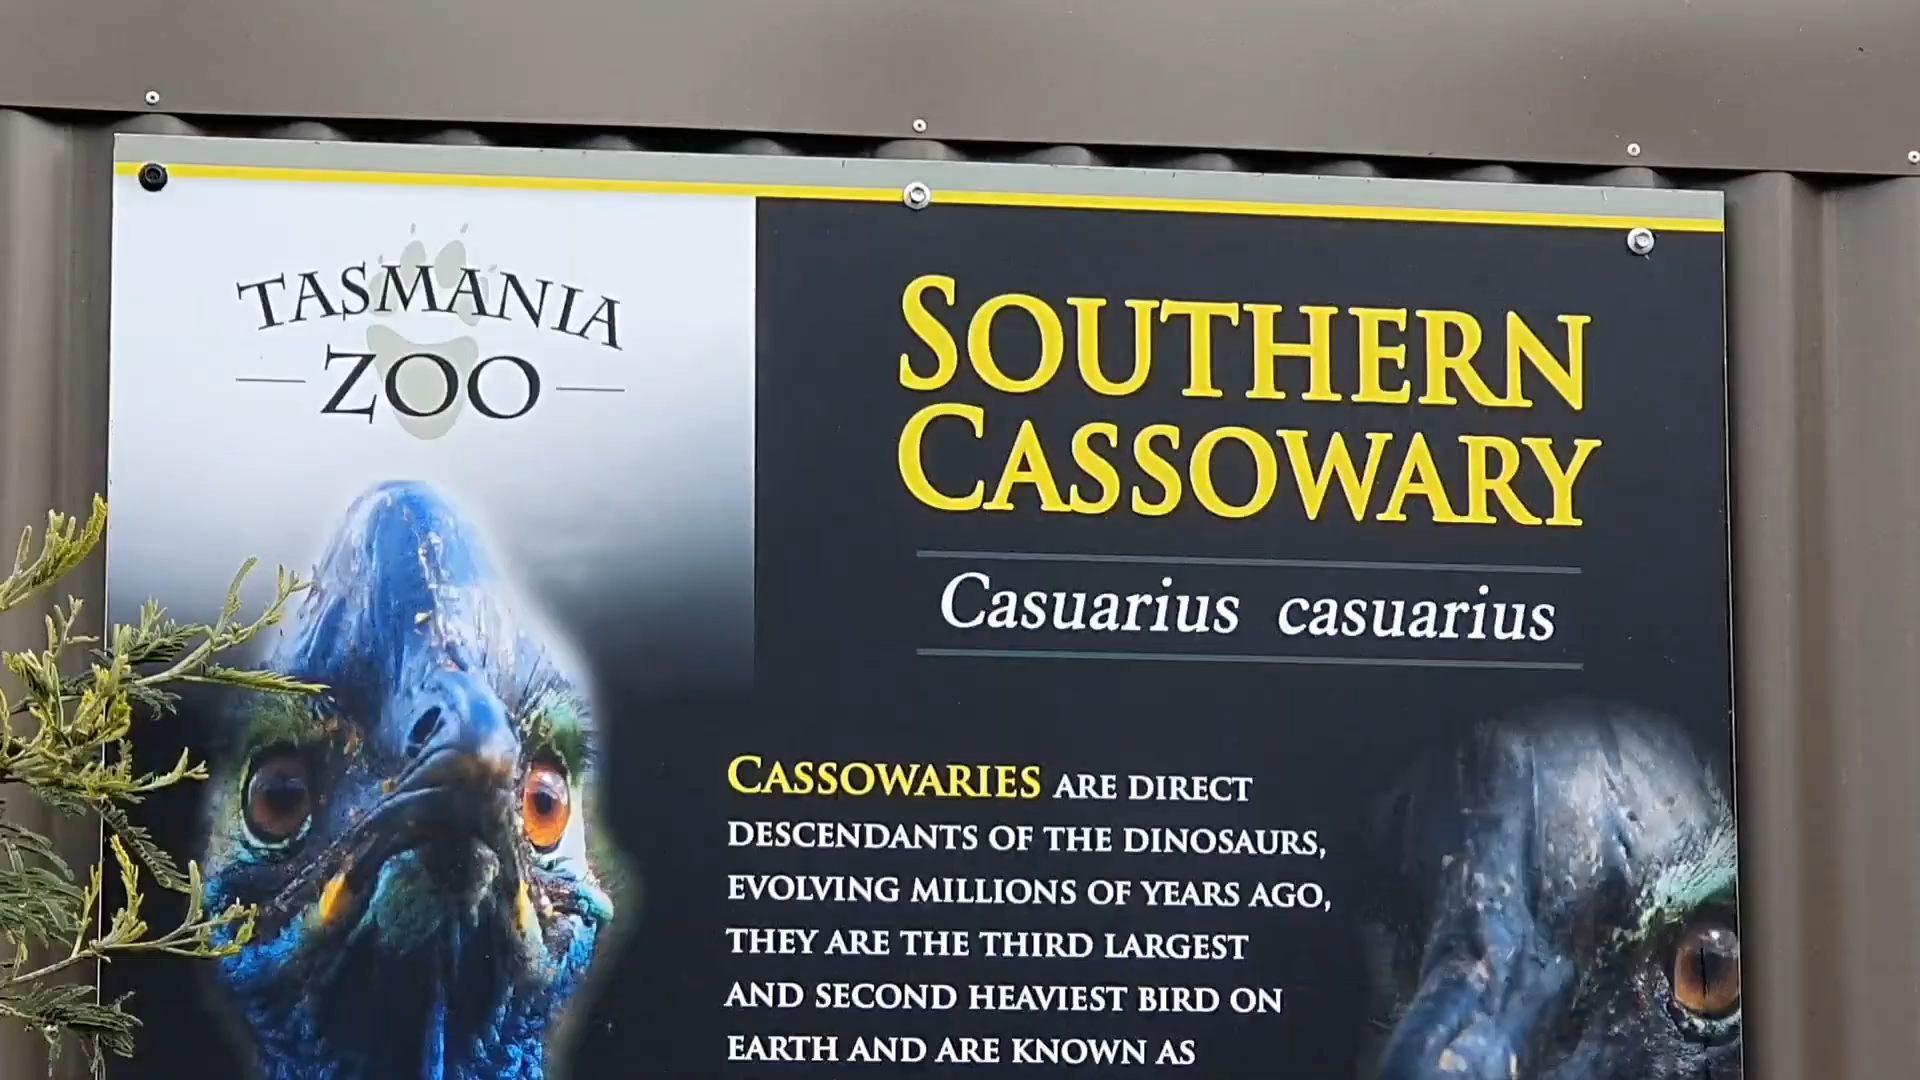 TASMANIA
ZOO
SOUTHERN
CASSOWARY
Casuarius casuarius
CASSOWARIES ARE DIRECT
DESCENDANTS OF THE DINOSAURS,
EVOLVING MILLIONS OF YEARS AGO,
THEY ARE THE THIRD LARGEST
AND SECOND HEAVIEST BIRD ON
EARTH AND ARE KNOWN AS